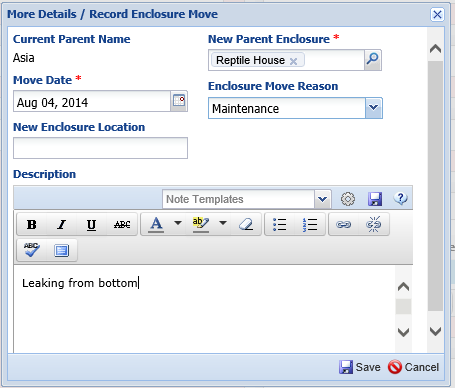 More Details / Record Enclosure Move
Current Parent Name
Asia
New Parent Enclosure *
Reptile House
Move Date *
Aug 04, 2014
Enclosure Move Reason
Maintenance
New Enclosure Location
Description
Note Templates
B I U ABC A ab
ABC
Leaking from bottom
Save Cancel